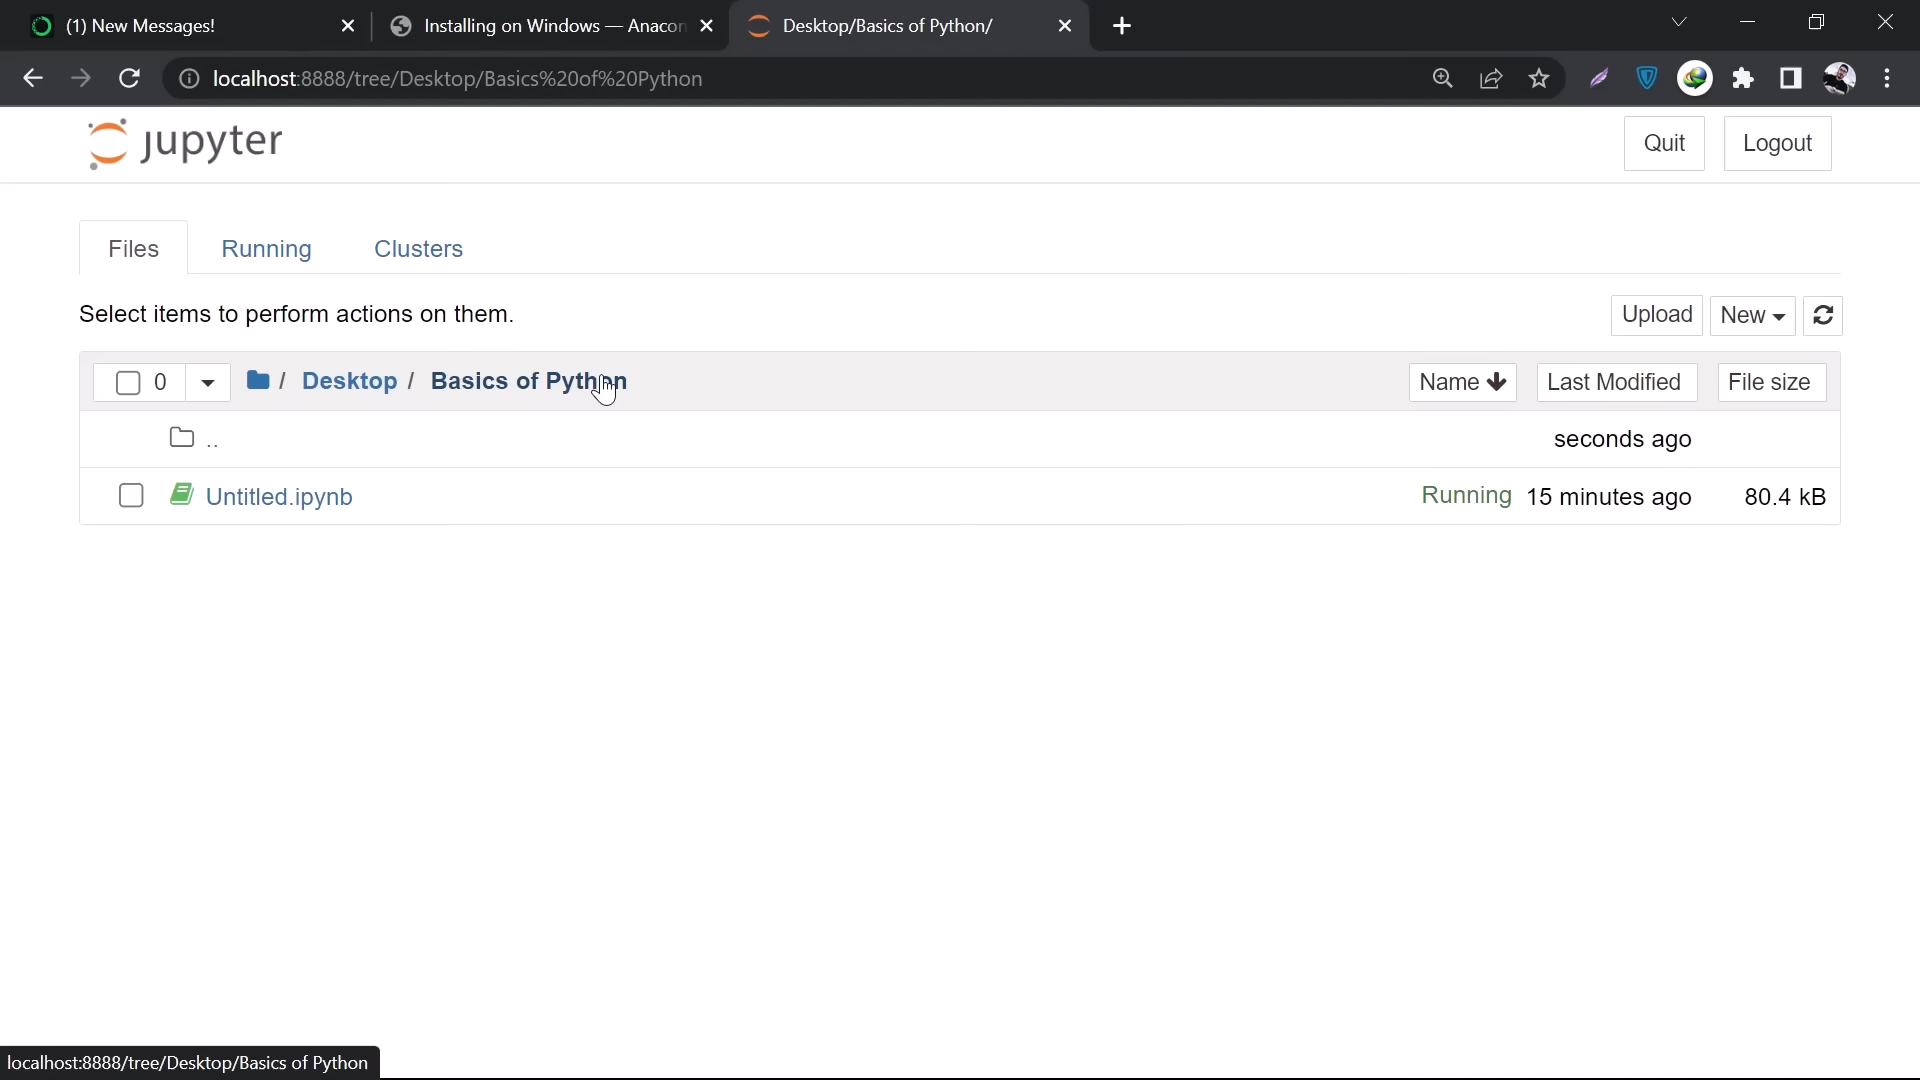 (1) New Messages!
Installing on Windows — Anacon
Desktop/Basics of Python/
localhost:8888/tree/Desktop/Basics%20of%20Python
jupyter
Quit
Logout
Files
Running
Clusters
Select items to perform actions on them.
Upload
New
0
/ Desktop / Basics of Python
Name
Last Modified
File size
..
seconds ago
Untitled.ipynb
Running
15 minutes ago
80.4 kB
localhost:8888/tree/Desktop/Basics of Python